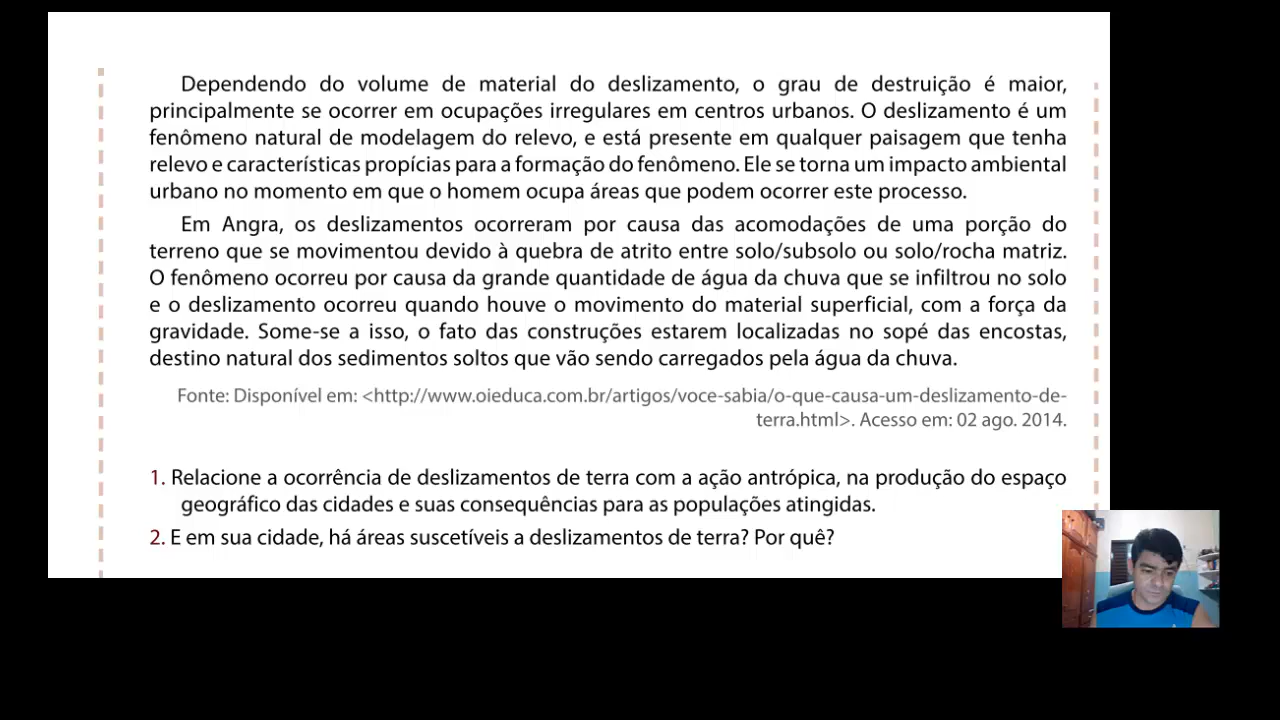 Dependendo do volume de material do deslizamento, o grau de destruição é maior,
principalmente se ocorrer em ocupações irregulares em centros urbanos. O deslizamento é um
fenômeno natural de modelagem do relevo, e está presente em qualquer paisagem que tenha
relevo e características propícias para a formação do fenômeno. Ele se torna um impacto ambiental
urbano no momento em que o homem ocupa áreas que podem ocorrer este processo.
Em Angra, os deslizamentos ocorreram por causa das acomodações de uma porção do
terreno que se movimentou devido à quebra de atrito entre solo/subsolo ou solo/rocha matriz.
O fenômeno ocorreu por causa da grande quantidade de água da chuva que se infiltrou no solo
e o deslizamento ocorreu quando houve o movimento do material superficial, com a força da
gravidade. Some-se a isso, o fato das construções estarem localizadas no sopé das encostas,
destino natural dos sedimentos soltos que vão sendo carregados pela água da chuva.
Fonte: Disponível em: <http://www.oieduca.com.br/artigos/voce-sabia/o-que-causa-um-deslizamento-de-
terra.html>. Acesso em: 02 ago. 2014.
1. Relacione a ocorrência de deslizamentos de terra com a ação antrópica, na produção do espaço
geográfico das cidades e suas consequências para as populações atingidas.
2. E em sua cidade, há áreas suscetíveis a deslizamentos de terra? Por quê?